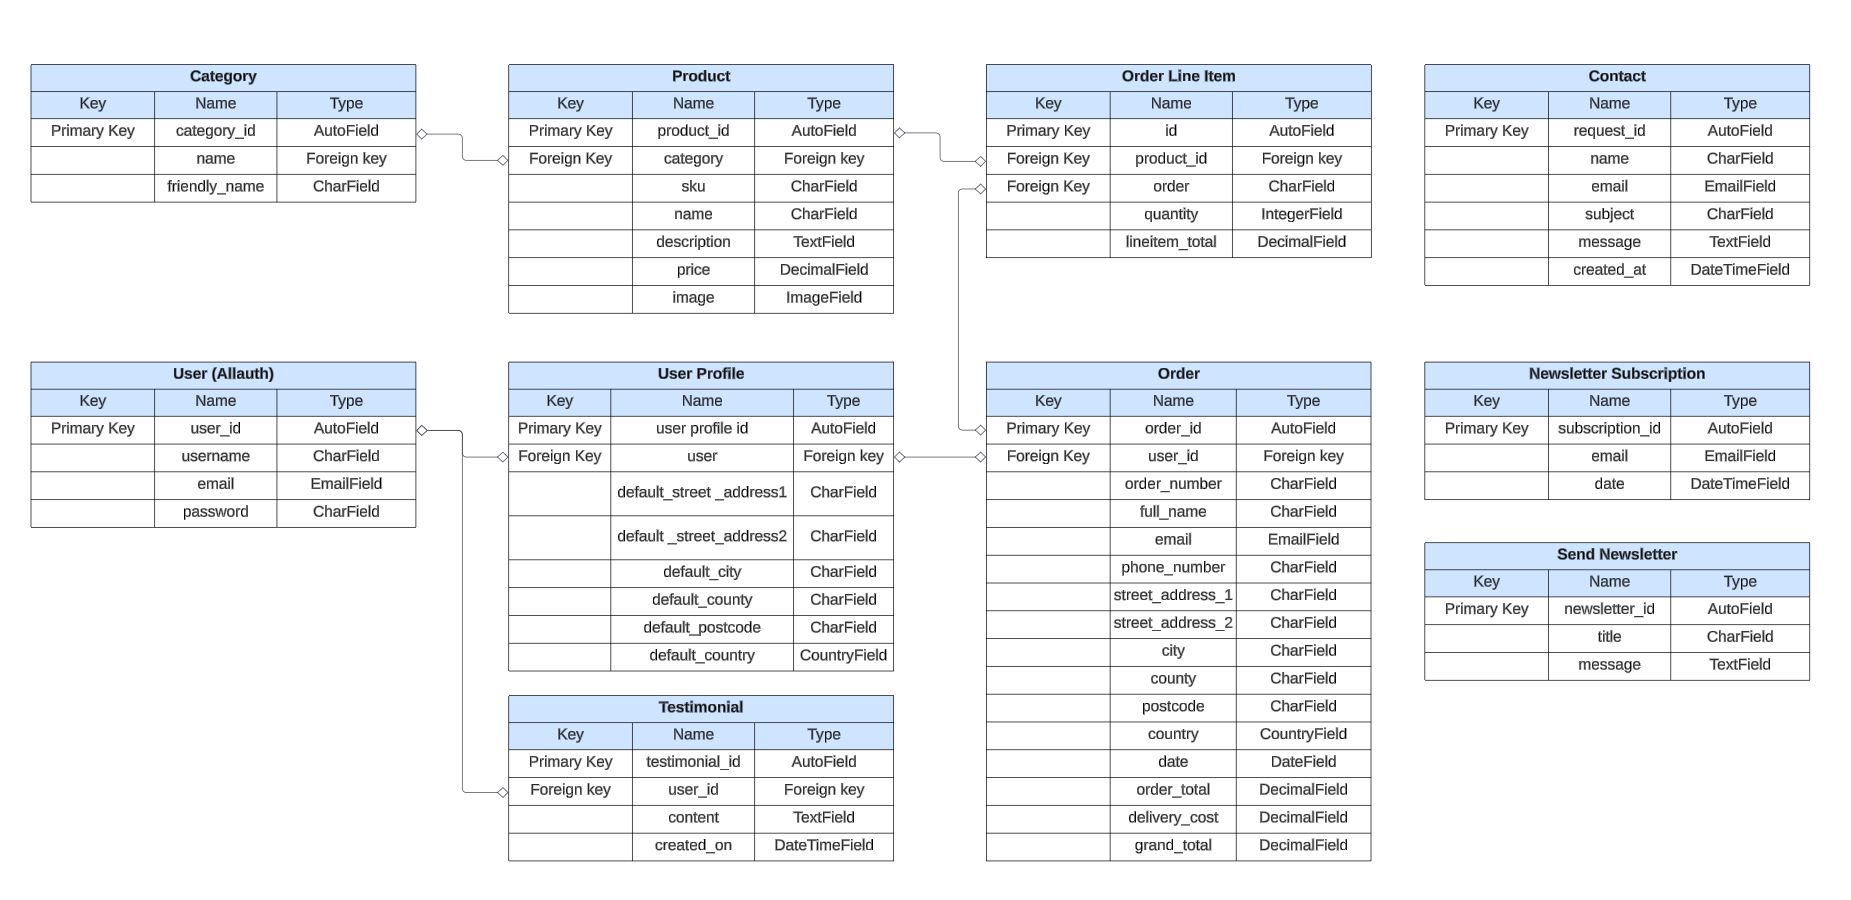 Category
Key Name Type
Primary Key category_id AutoField
name Foreign key
friendly_name CharField
Product
Key Name Type
Primary Key product_id AutoField
Foreign Key category Foreign key
sku CharField
name CharField
description TextField
price DecimalField
image ImageField
Order Line Item
Key Name Type
Primary Key id AutoField
Foreign Key product_id Foreign key
Foreign Key order CharField
quantity IntegerField
lineitem_total DecimalField
Contact
Key Name Type
Primary Key request_id AutoField
name CharField
email EmailField
subject CharField
message TextField
created_at DateTimeField
User (Allauth)
Key Name Type
Primary Key user_id AutoField
username CharField
email EmailField
password CharField
User Profile
Key Name Type
Primary Key user profile id AutoField
Foreign Key user Foreign key
default_street _address1 CharField
default _street_address2 CharField
default_city CharField
default_county CharField
default_postcode CharField
default_country CountryField
Testimonial
Key Name Type
Primary Key testimonial_id AutoField
Foreign key user_id Foreign key
content TextField
created_on DateTimeField
Order
Key Name Type
Primary Key order_id AutoField
Foreign Key user_id Foreign key
order_number CharField
full_name CharField
email EmailField
phone_number CharField
street_address_1 CharField
street_address_2 CharField
city CharField
county CharField
postcode CharField
country CountryField
date DateField
order_total DecimalField
delivery_cost DecimalField
grand_total DecimalField
Newsletter Subscription
Key Name Type
Primary Key subscription_id AutoField
email EmailField
date DateTimeField
Send Newsletter
Key Name Type
Primary Key newsletter_id AutoField
title CharField
message TextField